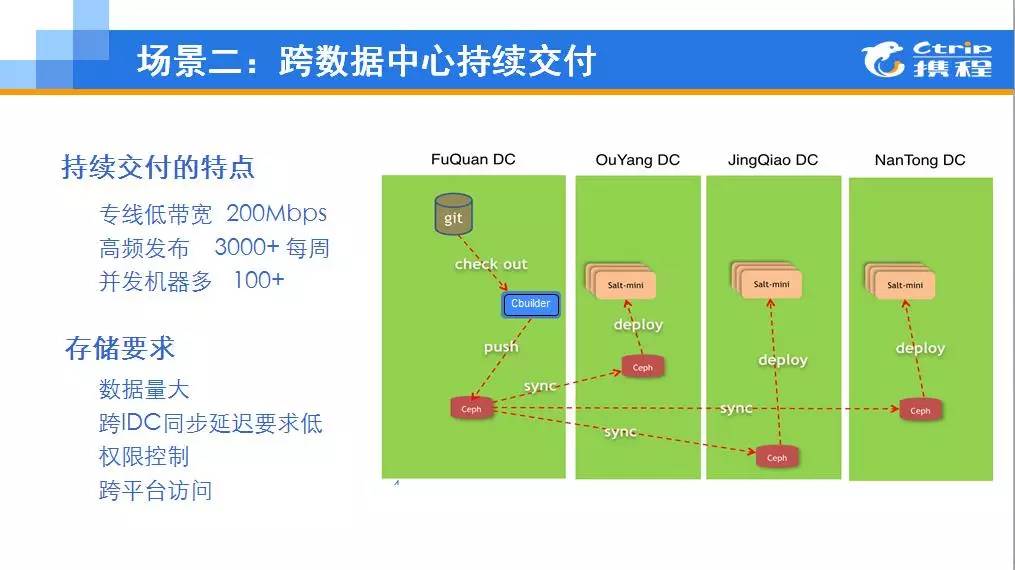 场景二：跨数据中心持续交付
Ctrip
携程
持续交付的特点
专线低带宽 200Mbps
高频发布 3000+ 每周
并发机器多 100+
存储要求
数据量大
跨IDC同步延迟要求低
权限控制
跨平台访问
FuQuan DC
OuYang DC
JingQiao DC
NanTong DC
git
check out
Cbuilder
push
Ceph
sync
sync
sync
Salt-mini
deploy
Ceph
Salt-mini
deploy
Ceph
Salt-mini
deploy
Ceph